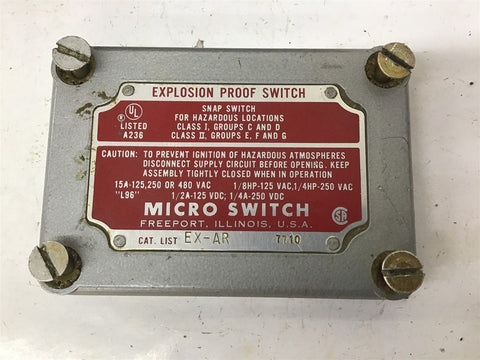 EXPLOSION PROOF SWITCH
UL
®
LISTED
A236
SNAP SWITCH
FOR HAZARDOUS LOCATIONS
CLASS I, GROUPS C AND D
CLASS II, GROUPS E, F AND G
CAUTION: TO PREVENT IGNITION OF HAZARDOUS ATMOSPHERES
DISCONNECT SUPPLY CIRCUIT BEFORE OPENING. KEEP
ASSEMBLY TIGHTLY CLOSED WHEN IN OPERATION
15A-125,250 OR 480 VAC 1/8HP-125 VAC,1/4HP-250 VAC
"L96" 1/2A-125 VDC; 1/4A-250 VDC
MICRO SWITCH
FREEPORT, ILLINOIS, U.S.A.
SA
CAT. LIST EX-AR 7710